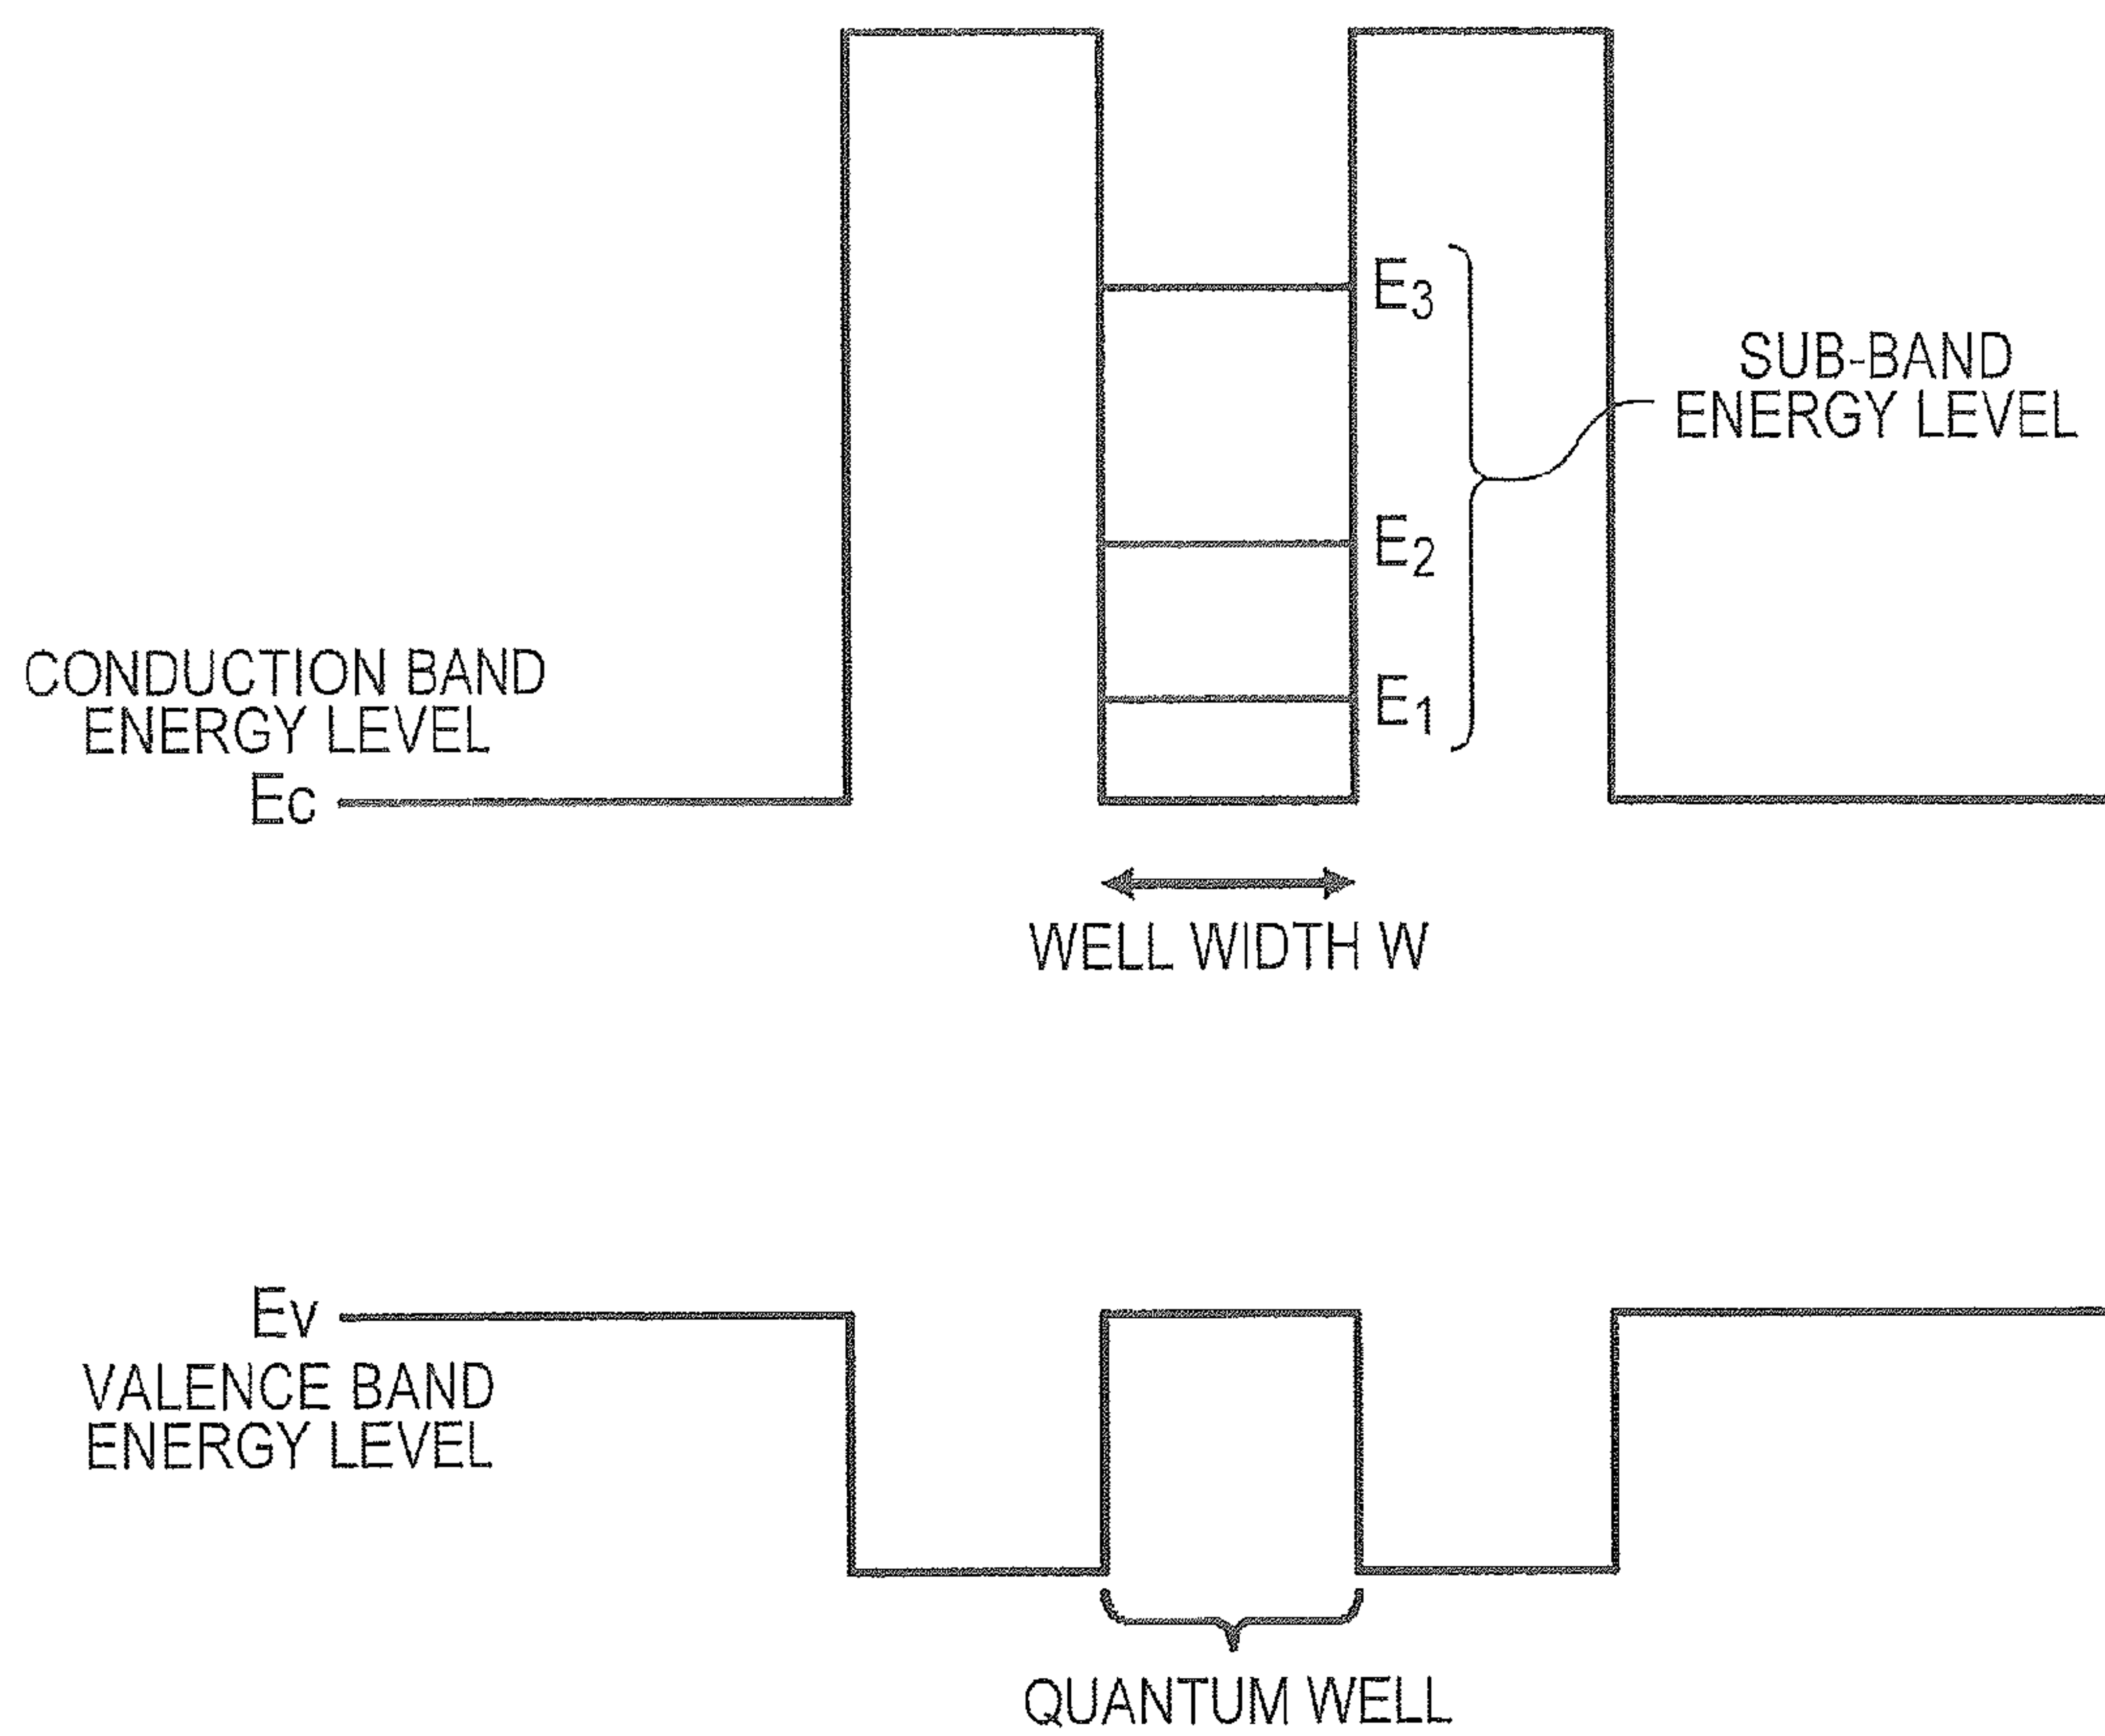 E3
SUB-BAND
ENERGY LEVEL
E2
CONDUCTION BAND
ENERGY LEVEL
E1
Ec
WELL WIDTH W
Ev
VALENCE BAND
ENERGY LEVEL
QUANTUM WELL